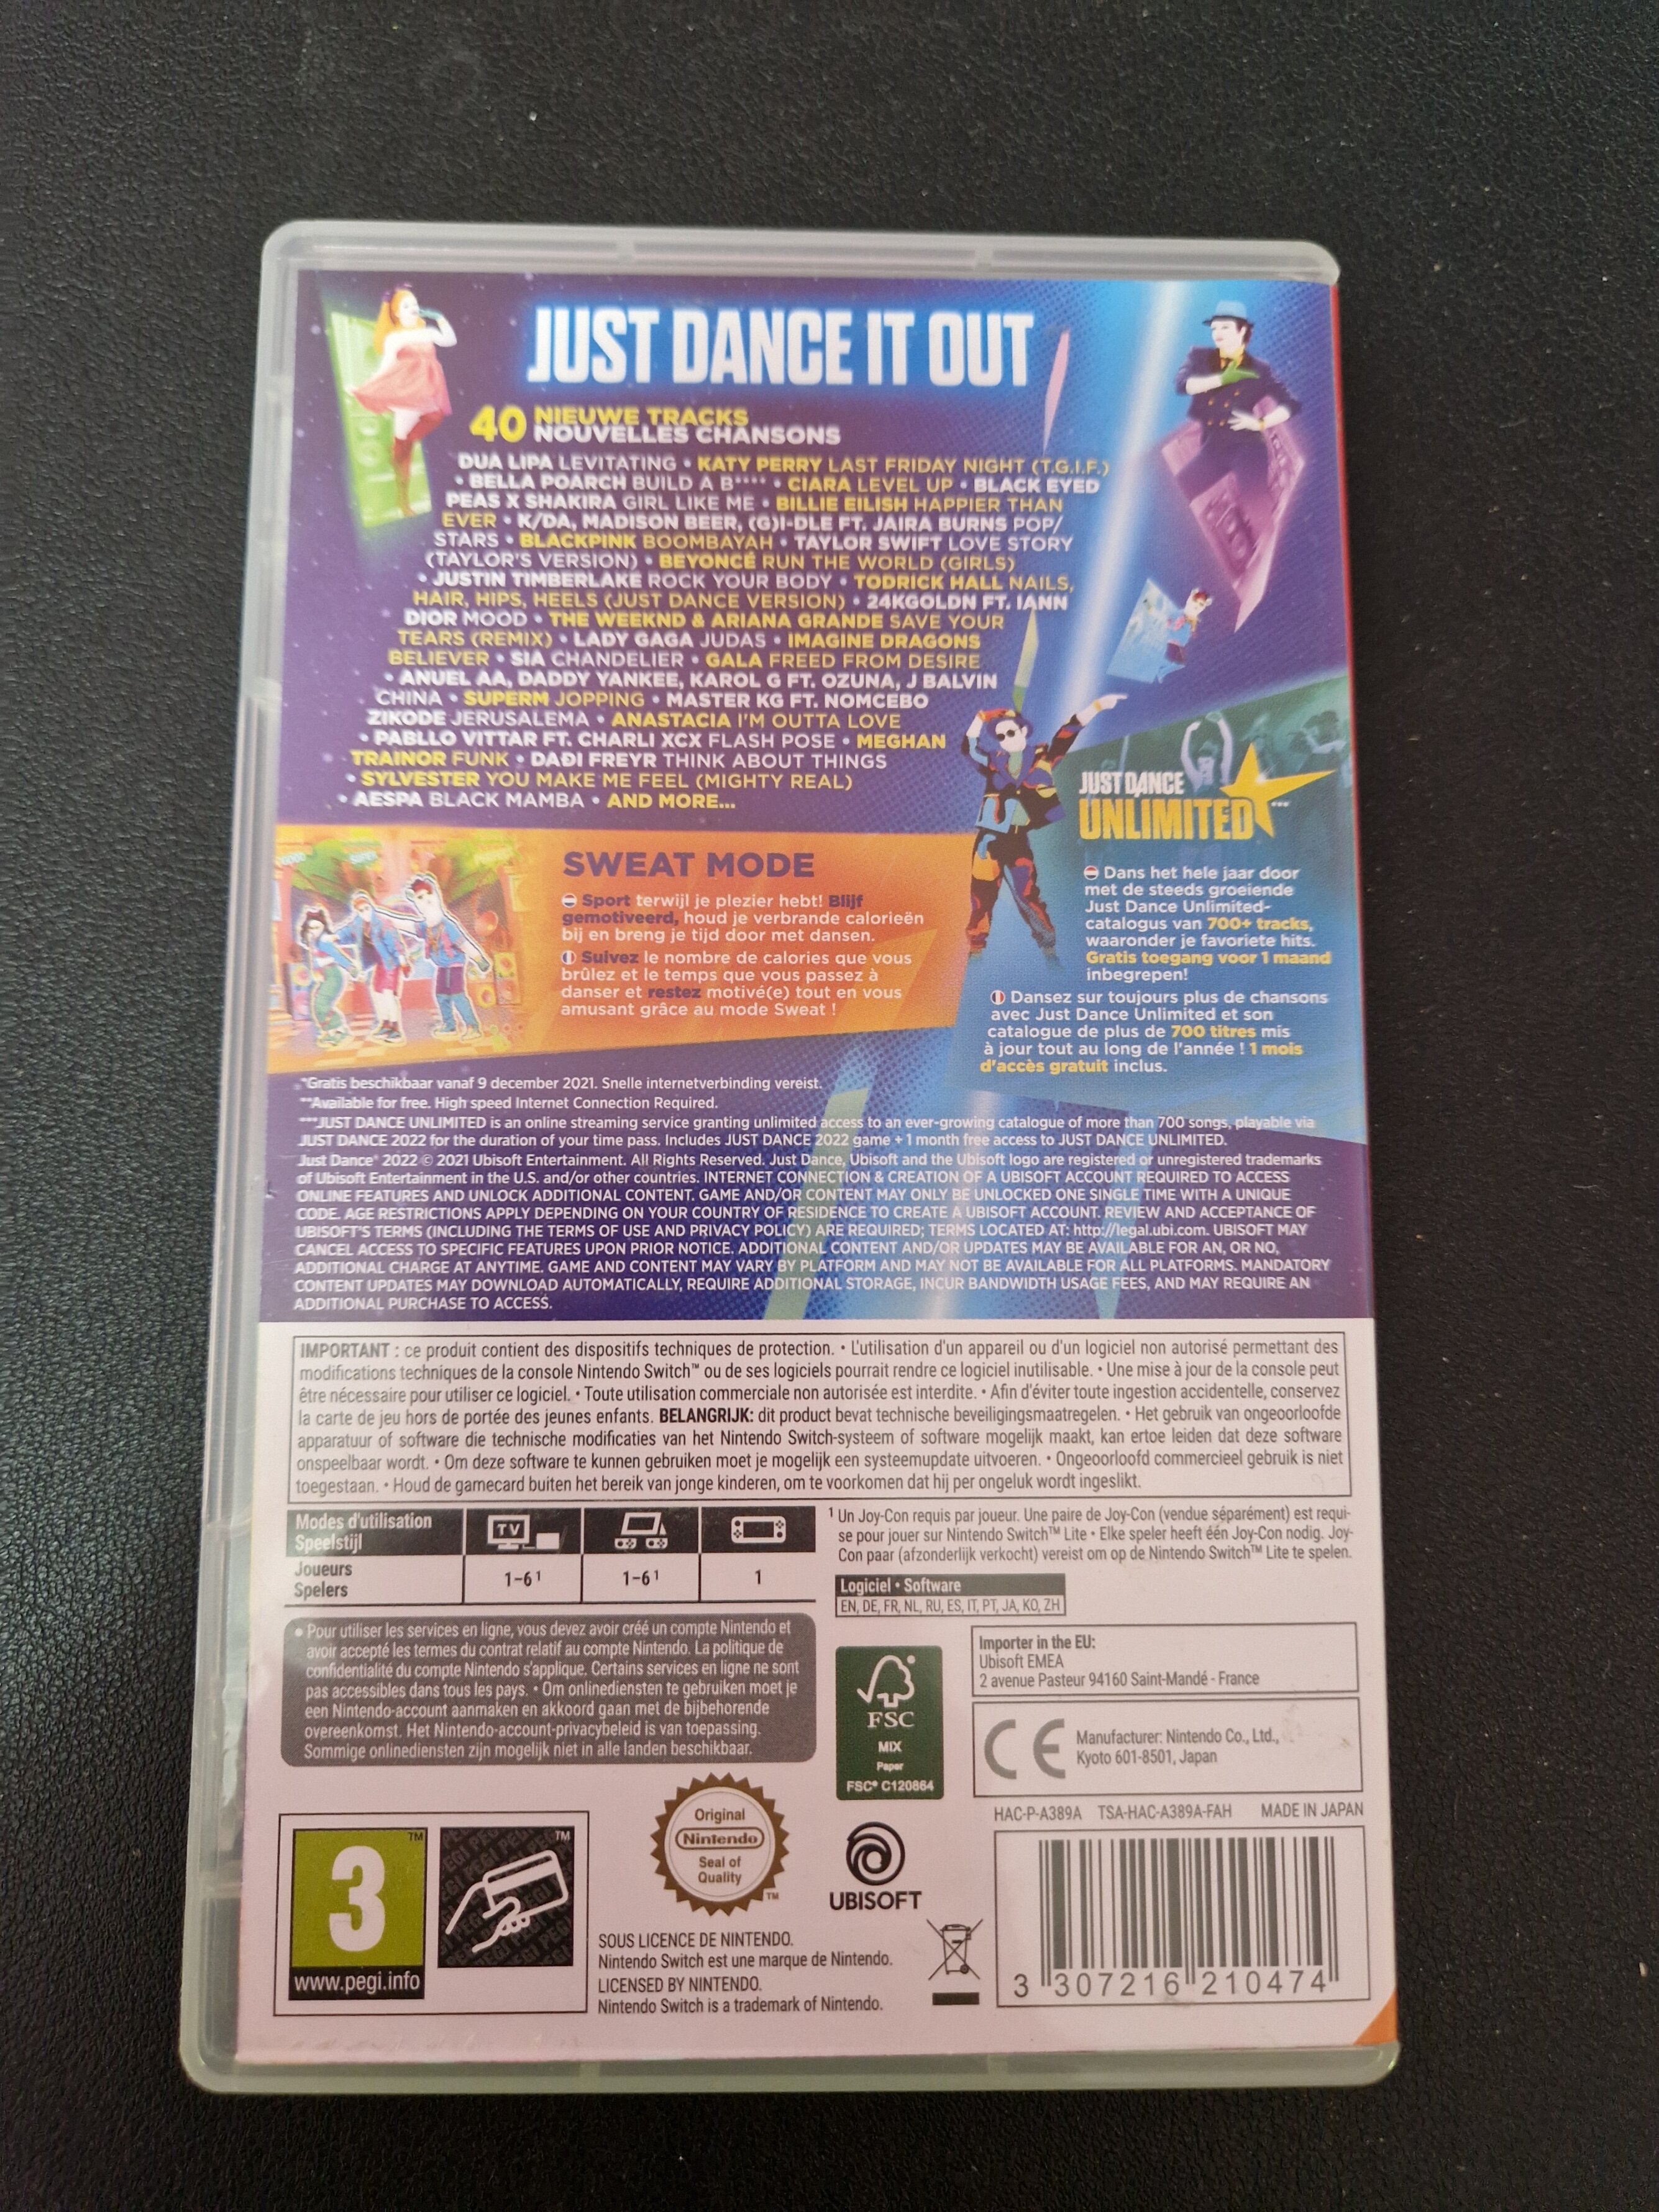 JUST DANCE IT OUT
40 NIEUWE TRACKS
NOUVELLES CHANSONS
DUA LIPA LEVITATING • KATY PERRY LAST FRIDAY NIGHT (T.G.I.F.)
• BELLA POARCH BUILD A B**** • CIARA LEVEL UP • BLACK EYED
PEAS X SHAKIRA GIRL LIKE ME • BILLIE EILISH HAPPIER THAN
EVER • K/DA, MADISON BEER, (G)I-DLE FT. JAIRA BURNS POP/
STARS • BLACKPINK BOOMBAYAH • TAYLOR SWIFT LOVE STORY
(TAYLOR'S VERSION) • BEYONCÉ RUN THE WORLD (GIRLS)
• JUSTIN TIMBERLAKE ROCK YOUR BODY • TODRICK HALL NAILS,
HAIR, HIPS, HEELS (JUST DANCE VERSION) • 24KGOLDN FT. IANN
DIOR MOOD • THE WEEKND & ARIANA GRANDE SAVE YOUR
TEARS (REMIX) • LADY GAGA JUDAS • IMAGINE DRAGONS
BELIEVER • SIA CHANDELIER • GALA FREED FROM DESIRE
• ANUEL AA, DADDY YANKEE, KAROL G FT. OZUNA, J BALVIN
CHINA • SUPERM JOPPING • MASTER KG FT. NOMCEBO
ZIKODE JERUSALEMA • ANASTACIA I'M OUTTA LOVE
• PABLLO VITTAR FT. CHARLI XCX FLASH POSE • MEGHAN
TRAINOR FUNK • DAÐI FREYR THINK ABOUT THINGS
• SYLVESTER YOU MAKE ME FEEL (MIGHTY REAL)
• AESPA BLACK MAMBA • AND MORE...
JUST DANCE
UNLIMITED***
SWEAT MODE
Sport terwijl je plezier hebt! Blijf
gemotiveerd, houd je verbrande calorieën
bij en breng je tijd door met dansen.
Suivez le nombre de calories que vous
brûlez et le temps que vous passez à
danser et restez motivé(e) tout en vous
amusant grâce au mode Sweat !
Dans het hele jaar door
met de steeds groeiende
Just Dance Unlimited-
catalogus van 700+ tracks,
waaronder je favoriete hits.
Gratis toegang voor 1 maand
inbegrepen!
Dansez sur toujours plus de chansons
avec Just Dance Unlimited et son
catalogue de plus de 700 titres mis
à jour tout au long de l'année ! 1 mois
d'accès gratuit inclus.
*Gratis beschikbaar vanaf 9 december 2021. Snelle internetverbinding vereist.
**Available for free. High speed Internet Connection Required.
***JUST DANCE UNLIMITED is an online streaming service granting unlimited access to an ever-growing catalogue of more than 700 songs, playable via
JUST DANCE 2022 for the duration of your time pass. Includes JUST DANCE 2022 game + 1 month free access to JUST DANCE UNLIMITED.
Just Dance® 2022 © 2021 Ubisoft Entertainment. All Rights Reserved. Just Dance, Ubisoft and the Ubisoft logo are registered or unregistered trademarks
of Ubisoft Entertainment in the U.S. and/or other countries. INTERNET CONNECTION & CREATION OF A UBISOFT ACCOUNT REQUIRED TO ACCESS
ONLINE FEATURES AND UNLOCK ADDITIONAL CONTENT. GAME AND/OR CONTENT MAY ONLY BE UNLOCKED ONE SINGLE TIME WITH A UNIQUE
CODE. AGE RESTRICTIONS APPLY DEPENDING ON YOUR COUNTRY OF RESIDENCE TO CREATE A UBISOFT ACCOUNT. REVIEW AND ACCEPTANCE OF
UBISOFT'S TERMS (INCLUDING THE TERMS OF USE AND PRIVACY POLICY) ARE REQUIRED; TERMS LOCATED AT: http://legal.ubi.com. UBISOFT MAY
CANCEL ACCESS TO SPECIFIC FEATURES UPON PRIOR NOTICE. ADDITIONAL CONTENT AND/OR UPDATES MAY BE AVAILABLE FOR AN, OR NO,
ADDITIONAL CHARGE AT ANYTIME. GAME AND CONTENT MAY VARY BY PLATFORM AND MAY NOT BE AVAILABLE FOR ALL PLATFORMS. MANDATORY
CONTENT UPDATES MAY DOWNLOAD AUTOMATICALLY, REQUIRE ADDITIONAL STORAGE, INCUR BANDWIDTH USAGE FEES, AND MAY REQUIRE AN
ADDITIONAL PURCHASE TO ACCESS.
IMPORTANT : ce produit contient des dispositifs techniques de protection. • L'utilisation d'un appareil ou d'un logiciel non autorisé permettant des
modifications techniques de la console Nintendo Switch™ ou de ses logiciels pourrait rendre ce logiciel inutilisable. • Une mise à jour de la console peut
être nécessaire pour utiliser ce logiciel. • Toute utilisation commerciale non autorisée est interdite. • Afin d'éviter toute ingestion accidentelle, conservez
la carte de jeu hors de portée des jeunes enfants. BELANGRIJK: dit product bevat technische beveiligingsmaatregelen. • Het gebruik van ongeoorloofde
apparatuur of software die technische modificaties van het Nintendo Switch-systeem of software mogelijk maakt, kan ertoe leiden dat deze software
onspeelbaar wordt. • Om deze software te kunnen gebruiken moet je mogelijk een systeemupdate uitvoeren. • Ongeoorloofd commercieel gebruik is niet
toegestaan. • Houd de gamecard buiten het bereik van jonge kinderen, om te voorkomen dat hij per ongeluk wordt ingeslikt.
Modes d'utilisation
Speelstijl
TV
Joueurs
Spelers
1-6¹ 1-6¹ 1
¹ Un Joy-Con requis par joueur. Une paire de Joy-Con (vendue séparément) est requi-
se pour jouer sur Nintendo Switch™ Lite • Elke speler heeft één Joy-Con nodig. Joy-
Con paar (afzonderlijk verkocht) vereist om op de Nintendo Switch™ Lite te spelen.
Logiciel • Software
EN, DE, FR, NL, RU, ES, IT, PT, JA, KO, ZH
• Pour utiliser les services en ligne, vous devez avoir créé un compte Nintendo et
avoir accepté les termes du contrat relatif au compte Nintendo. La politique de
confidentialité du compte Nintendo s'applique. Certains services en ligne ne sont
pas accessibles dans tous les pays. • Om onlinediensten te gebruiken moet je
een Nintendo-account aanmaken en akkoord gaan met de bijbehorende
overeenkomst. Het Nintendo-account-privacybeleid is van toepassing.
Sommige onlinediensten zijn mogelijk niet in alle landen beschikbaar.
FSC
MIX
Paper
FSC® C120864
Importer in the EU:
Ubisoft EMEA
2 avenue Pasteur 94160 Saint-Mandé - France
CE
Manufacturer: Nintendo Co., Ltd.,
Kyoto 601-8501, Japan
HAC-P-A389A TSA-HAC-A389A-FAH MADE IN JAPAN
3
™
www.pegi.info
™
Original
Nintendo
Seal of
Quality
™
UBISOFT
SOUS LICENCE DE NINTENDO.
Nintendo Switch est une marque de Nintendo.
LICENSED BY NINTENDO.
Nintendo Switch is a trademark of Nintendo.
3 307216 210474